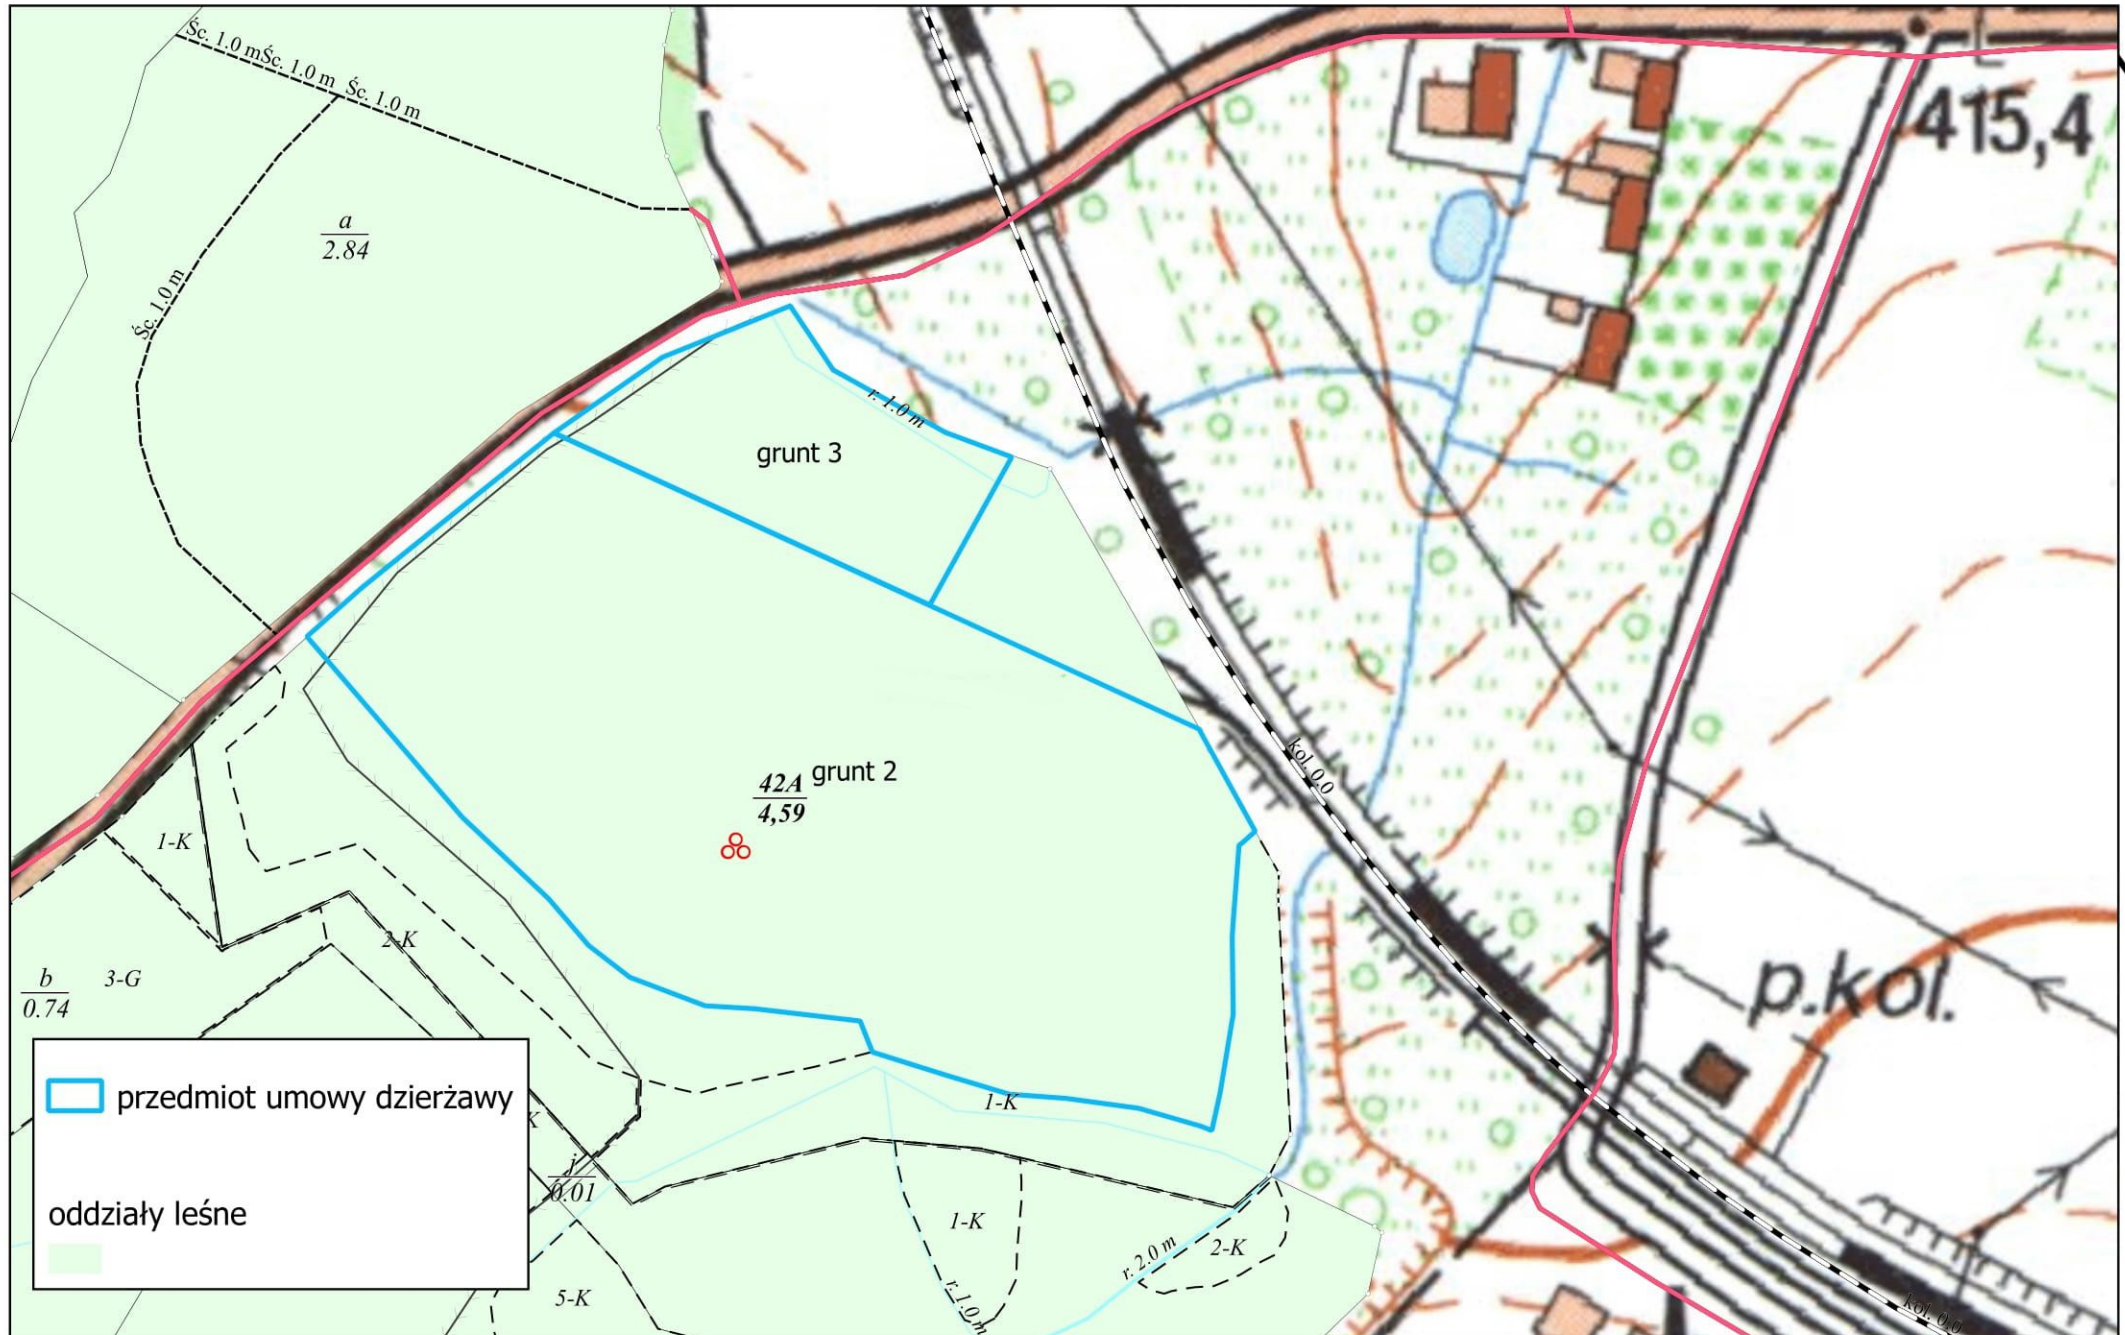 Śc. 1.0 m
Śc. 1.0 m
Śc. 1.0 m
415,4
a
2.84
Śc. 1.0 m
r. 1.0 m
grunt 3
kol. 0.0
42A
4,59
grunt 2
1-K
2-K
b
0.74
3-G
p.kol.
przedmiot umowy dzierżawy
K
1-K
j
0.01
oddziały leśne
1-K
2-K
r. 2.0 m
r. 1.0 m
5-K
kol. 0.0